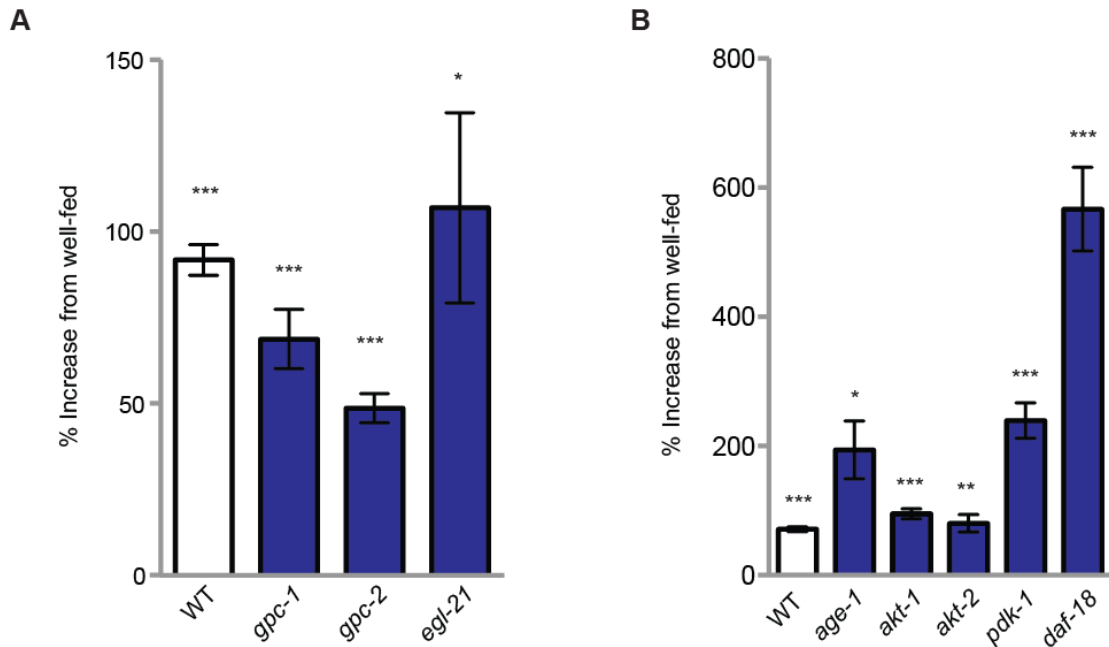 A
% Increase from well-fed
150
100
50
0
***
***
***
*
WT
gpc-1
gpc-2
egl-21
B
% Increase from well-fed
800
600
400
200
0
***
*
***
**
***
***
WT
age-1
akt-1
akt-2
pdk-1
daf-18